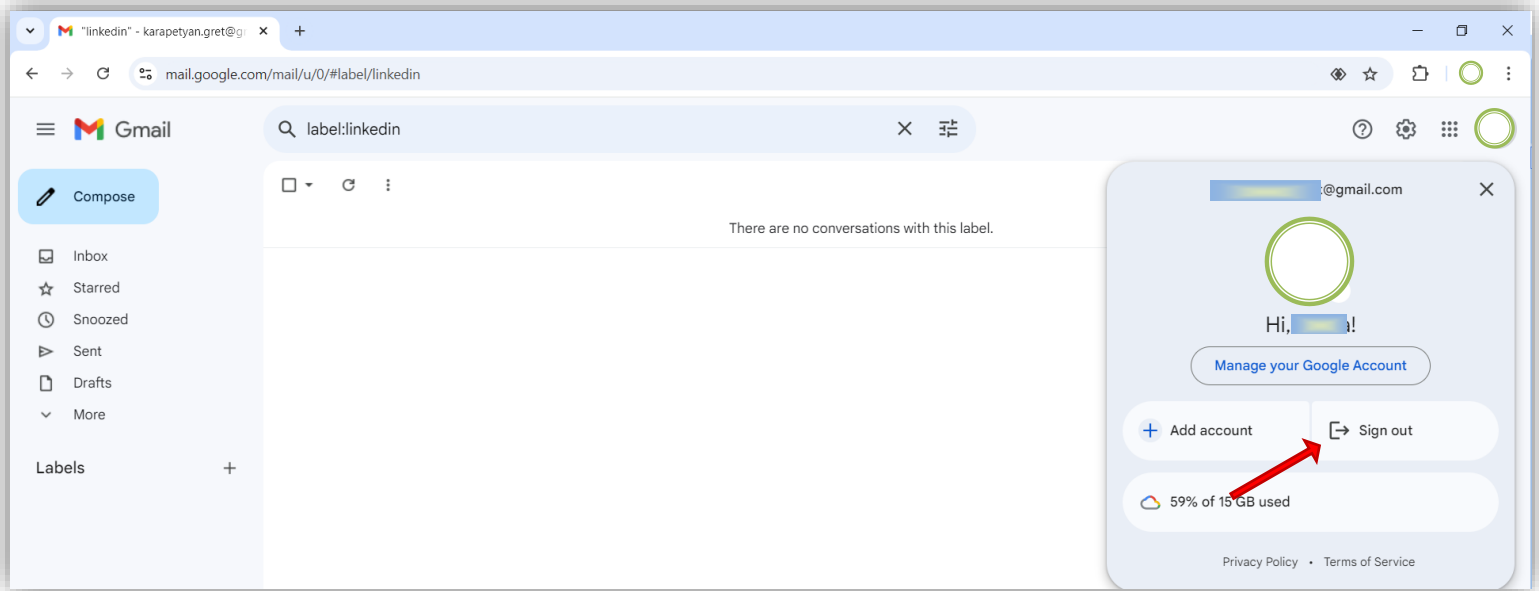 "linkedin" - karapetyan.gret@g
mail.google.com/mail/u/0/#label/linkedin
Gmail
label:linkedin
Compose
Inbox
Starred
Snoozed
Sent
Drafts
More
Labels
There are no conversations with this label.
@gmail.com
Hi, a!
Manage your Google Account
Add account
Sign out
59% of 15 GB used
Privacy Policy • Terms of Service